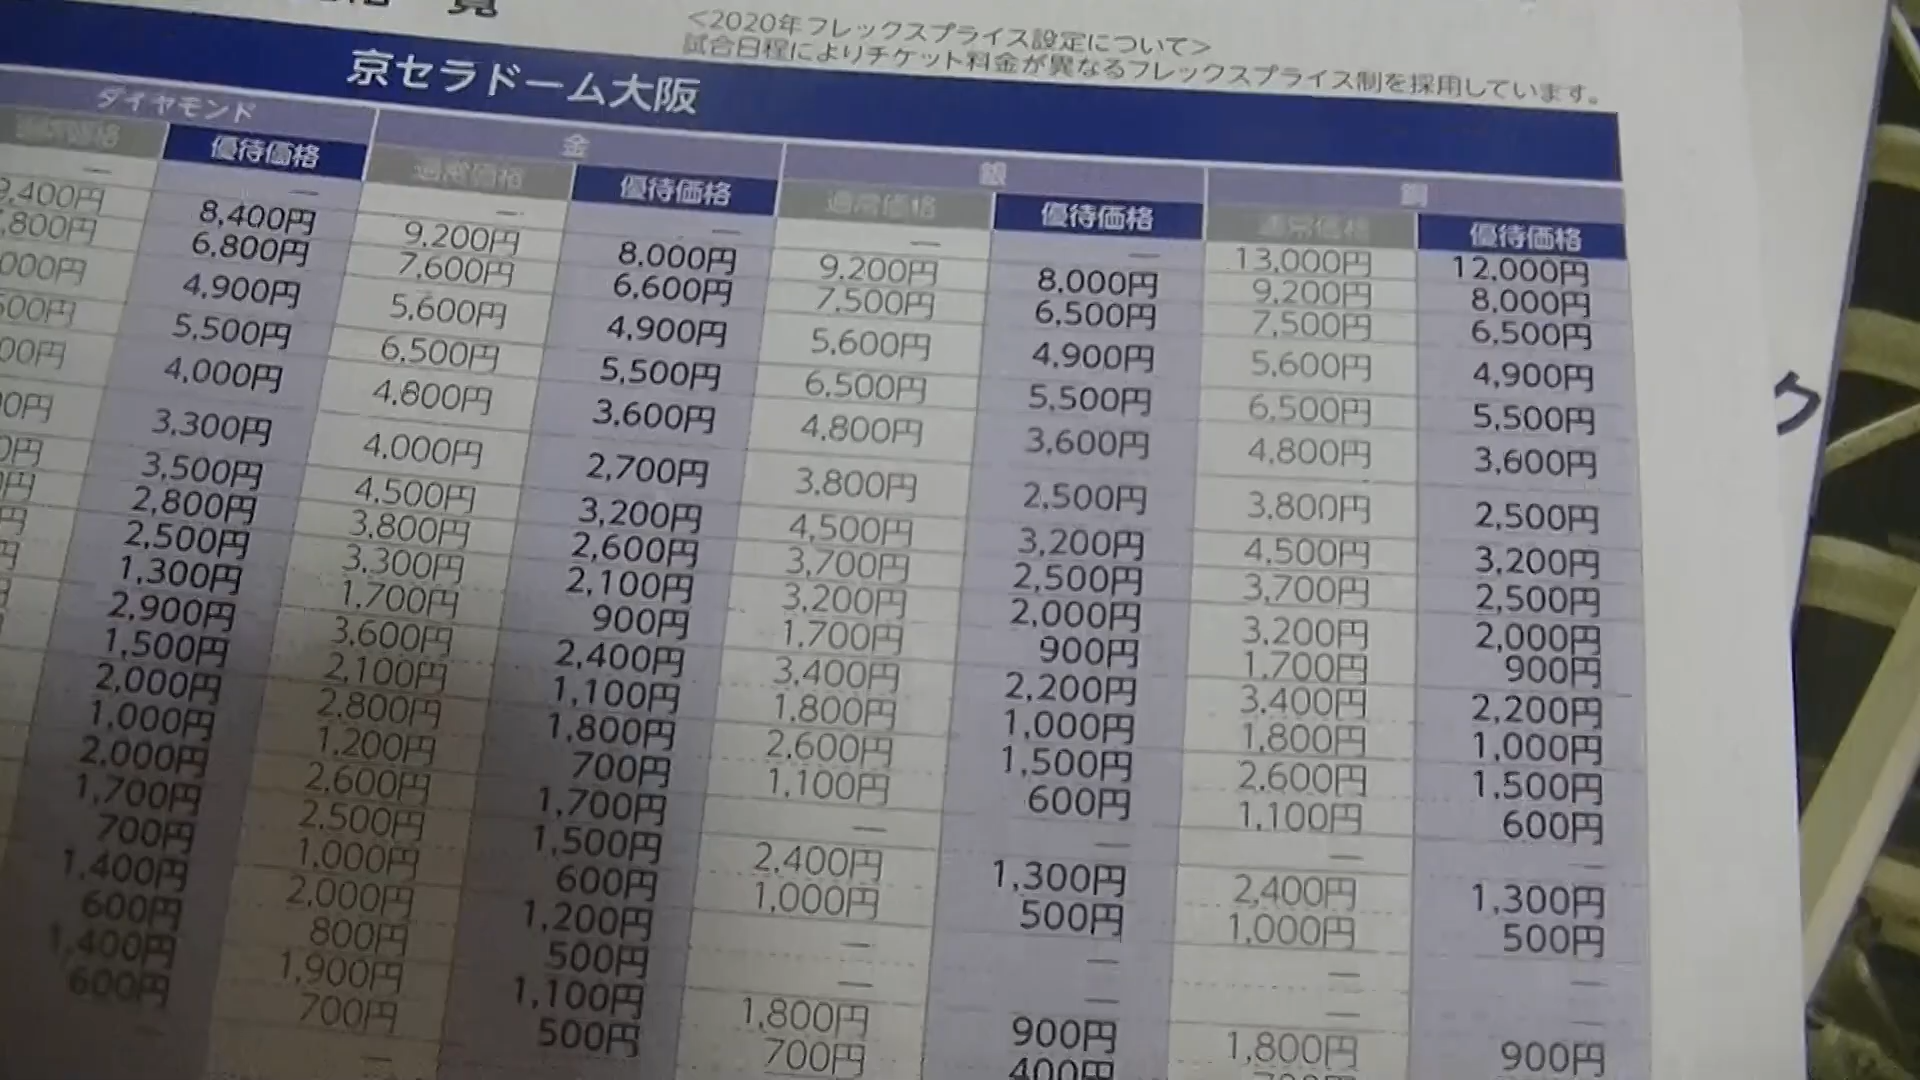 覧
<2020年フレックスプライス設定について>
試合日程によりチケット料金が異なるフレックスプライス制を採用しています。
京セラドーム大阪
ダイヤモンド 金 銀 銅
通常価格 優待価格 通常価格 優待価格 通常価格 優待価格 通常価格 優待価格
— — — — — — 13,000円 12,000円
9,400円 8,400円 9,200円 8,000円 9,200円 8,000円 9,200円 8,000円
7,800円 6,800円 7,600円 6,600円 7,500円 6,500円 7,500円 6,500円
000円 4,900円 5,600円 4,900円 5,600円 4,900円 5,600円 4,900円
500円 5,500円 6,500円 5,500円 6,500円 5,500円 6,500円 5,500円
00円 4,000円 4,800円 3,600円 4,800円 3,600円 4,800円 3,600円
00円 3,300円 4,000円 2,700円 3,800円 2,500円 3,800円 2,500円
0円 3,500円 4,500円 3,200円 4,500円 3,200円 4,500円 3,200円
円 2,800円 3,800円 2,600円 3,700円 2,500円 3,700円 2,500円
円 2,500円 3,300円 2,100円 3,200円 2,000円 3,200円 2,000円
円 1,300円 1,700円 900円 1,700円 900円 1,700円 900円
2,900円 3,600円 2,400円 3,400円 2,200円 3,400円 2,200円
1,500円 2,100円 1,100円 1,800円 1,000円 1,800円 1,000円
2,000円 2,800円 1,800円 2,600円 1,500円 2,600円 1,500円
1,000円 1,200円 700円 1,100円 600円 1,100円 600円
2,000円 2,600円 1,700円 — — — —
1,700円 2,500円 1,500円 2,400円 1,300円 2,400円 1,300円
700円 1,000円 600円 1,000円 500円 1,000円 500円
1,400円 2,000円 1,200円 — — — —
600円 800円 500円 — — — —
1,400円 1,900円 1,100円 1,800円 900円 1,800円 900円
600円 700円 500円 700円 400円
— —